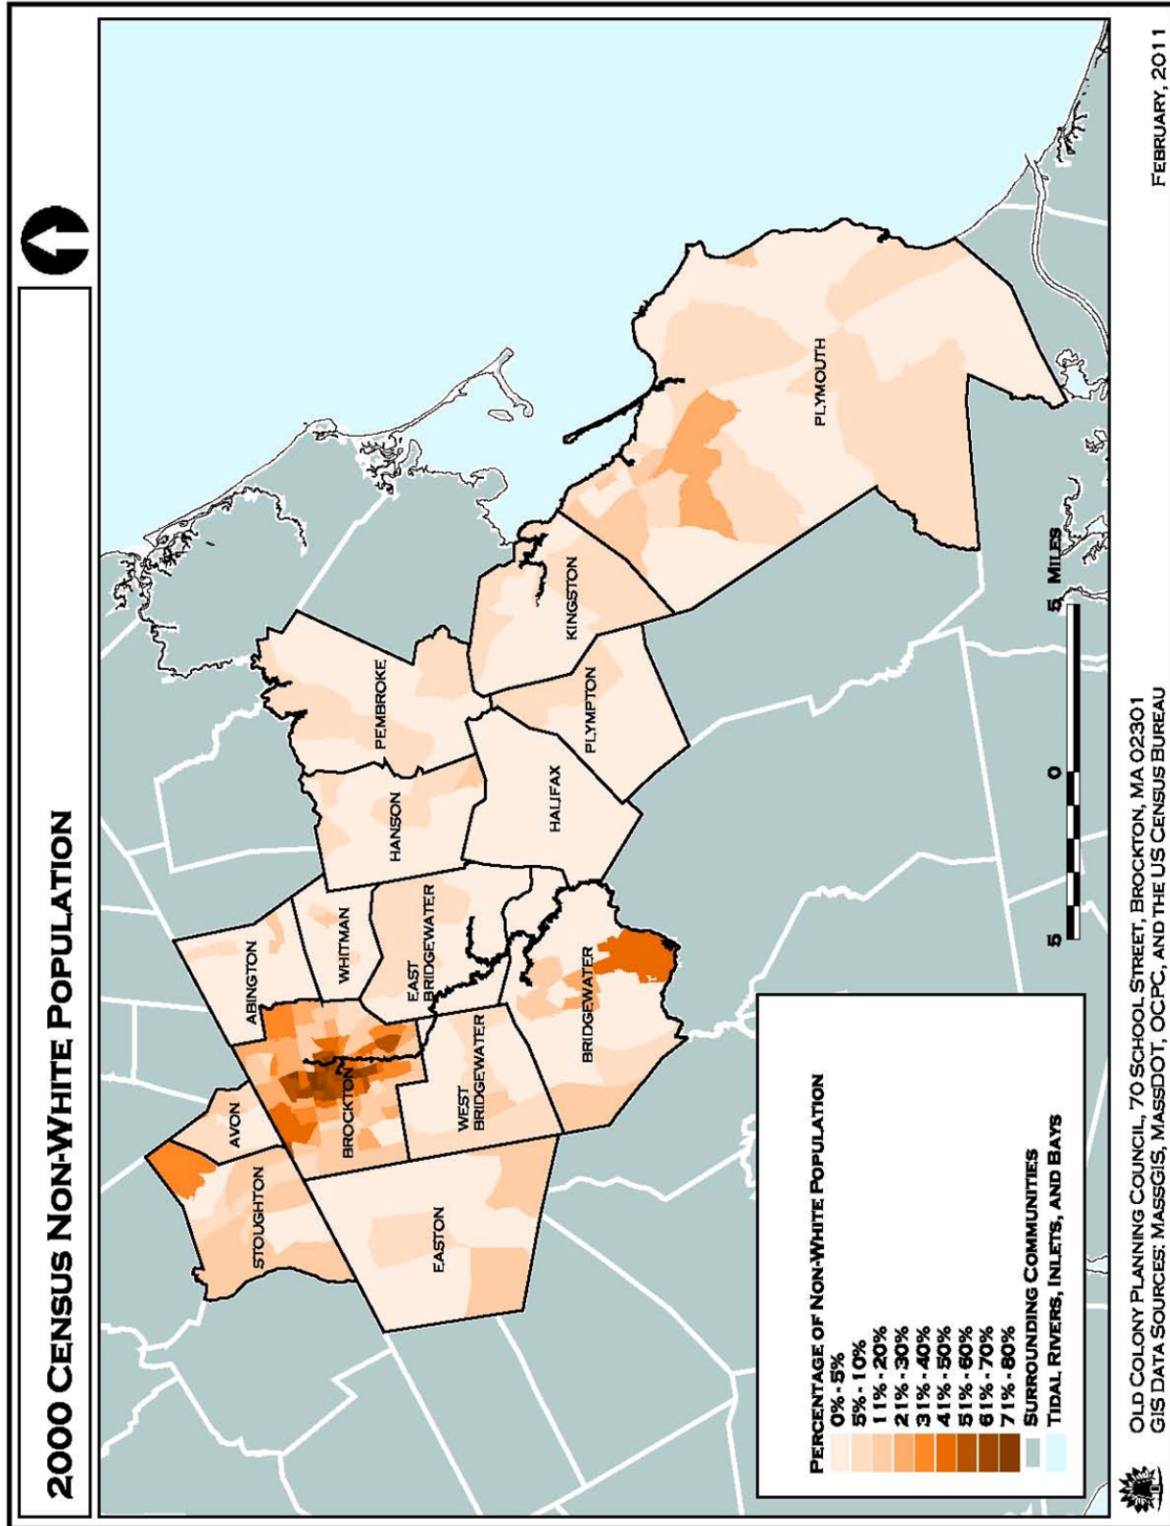 2000 CENSUS NON-WHITE POPULATION
STOUGHTON
AVON
ABINGTON
BROCKTON
WHITMAN
HANSON
PEMBROKE
EASTON
WEST
BRIDGEWATER
EAST
BRIDGEWATER
BRIDGEWATER
HALIFAX
PLYMPTON
KINGSTON
PLYMOUTH
PERCENTAGE OF NON-WHITE POPULATION
0% - 5%
5% - 10%
11% - 20%
21% - 30%
31% - 40%
41% - 50%
51% - 60%
61% - 70%
71% - 80%
SURROUNDING COMMUNITIES
TIDAL RIVERS, INLETS, AND BAYS
5 0 5 MILES
OLD COLONY PLANNING COUNCIL, 70 SCHOOL STREET, BROCKTON, MA 02301
GIS DATA SOURCES: MASSGIS, MASSDOT, OCPC, AND THE US CENSUS BUREAU
FEBRUARY, 2011